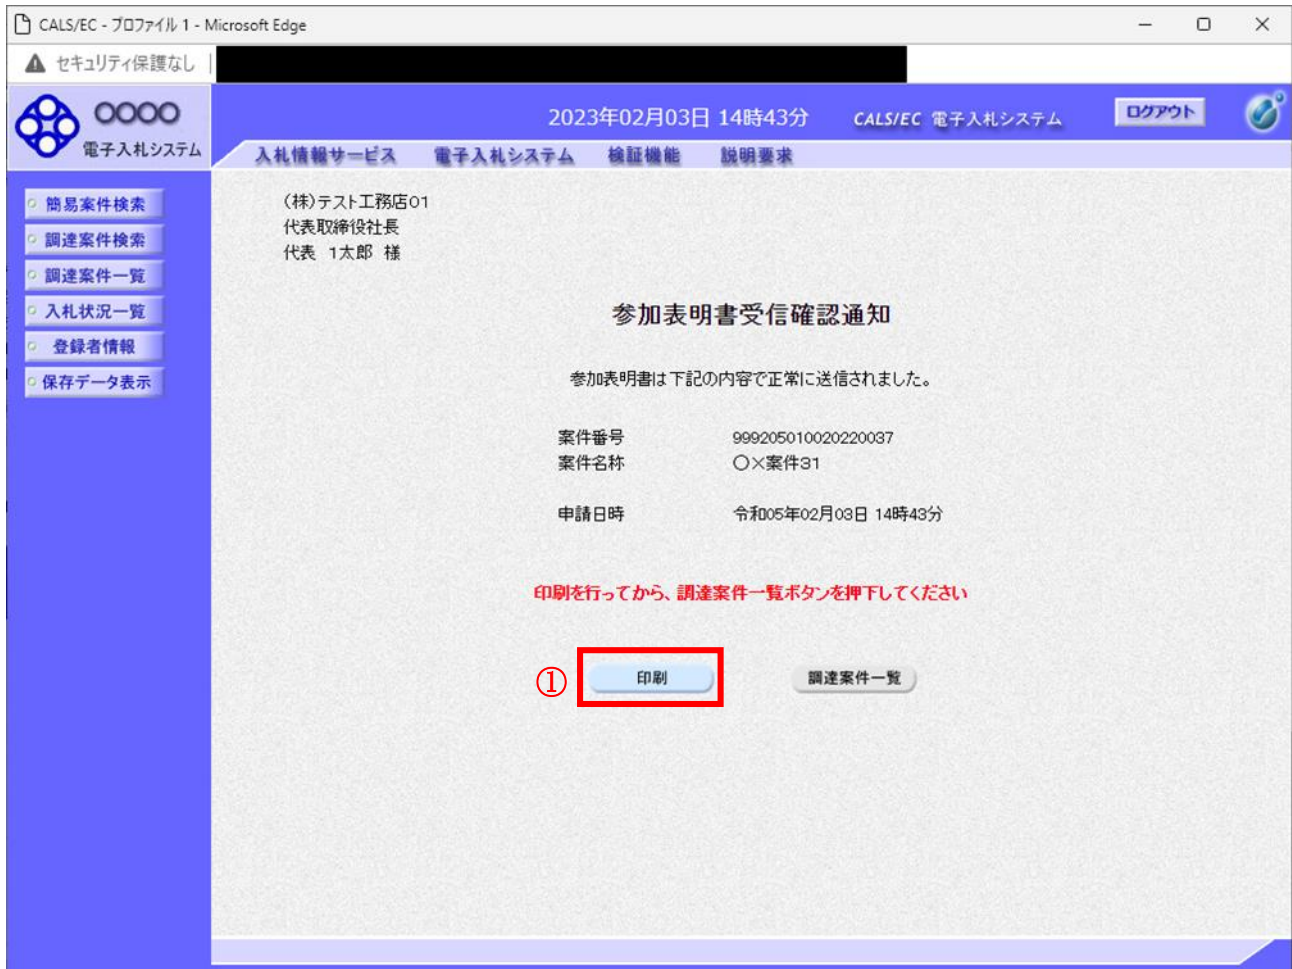 CALS/EC - プロファイル 1 - Microsoft Edge
セキュリティ保護なし
○○○○
電子入札システム
2023年02月03日 14時43分
CALS/EC 電子入札システム
ログアウト
入札情報サービス 電子入札システム 検証機能 説明要求
簡易案件検索
調達案件検索
調達案件一覧
入札状況一覧
登録者情報
保存データ表示
(株)テスト工務店01
代表取締役社長
代表 1太郎 様
参加表明書受信確認通知
参加表明書は下記の内容で正常に送信されました。
案件番号 999205010020220037
案件名称 ○×案件31
申請日時 令和05年02月03日 14時43分
印刷を行ってから、調達案件一覧ボタンを押下してください
① 印刷 調達案件一覧